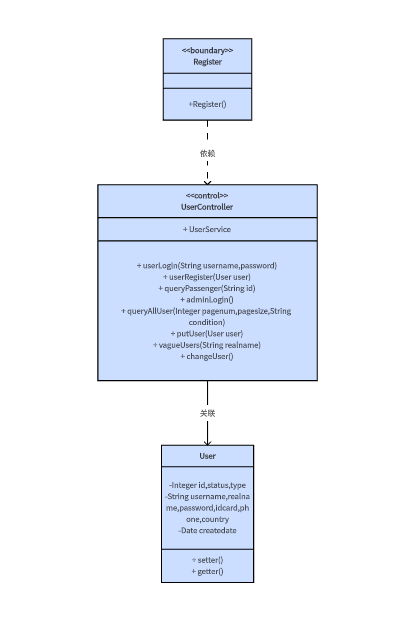 <<boundary>>
Register
+Register()
依赖
<<control>>
UserController
+ UserService
+ userLogin(String username,password)
+ userRegister(User user)
+ queryPassenger(String id)
+ adminLogin()
+ queryAllUser(Integer pagenum,pagesize,String
condition)
+ putUser(User user)
+ vagueUsers(String realname)
+ changeUser()
关联
User
-Integer id,status,type
-String username,realna
me,password,idcard,ph
one,country
-Date createdate
+ setter()
+ getter()